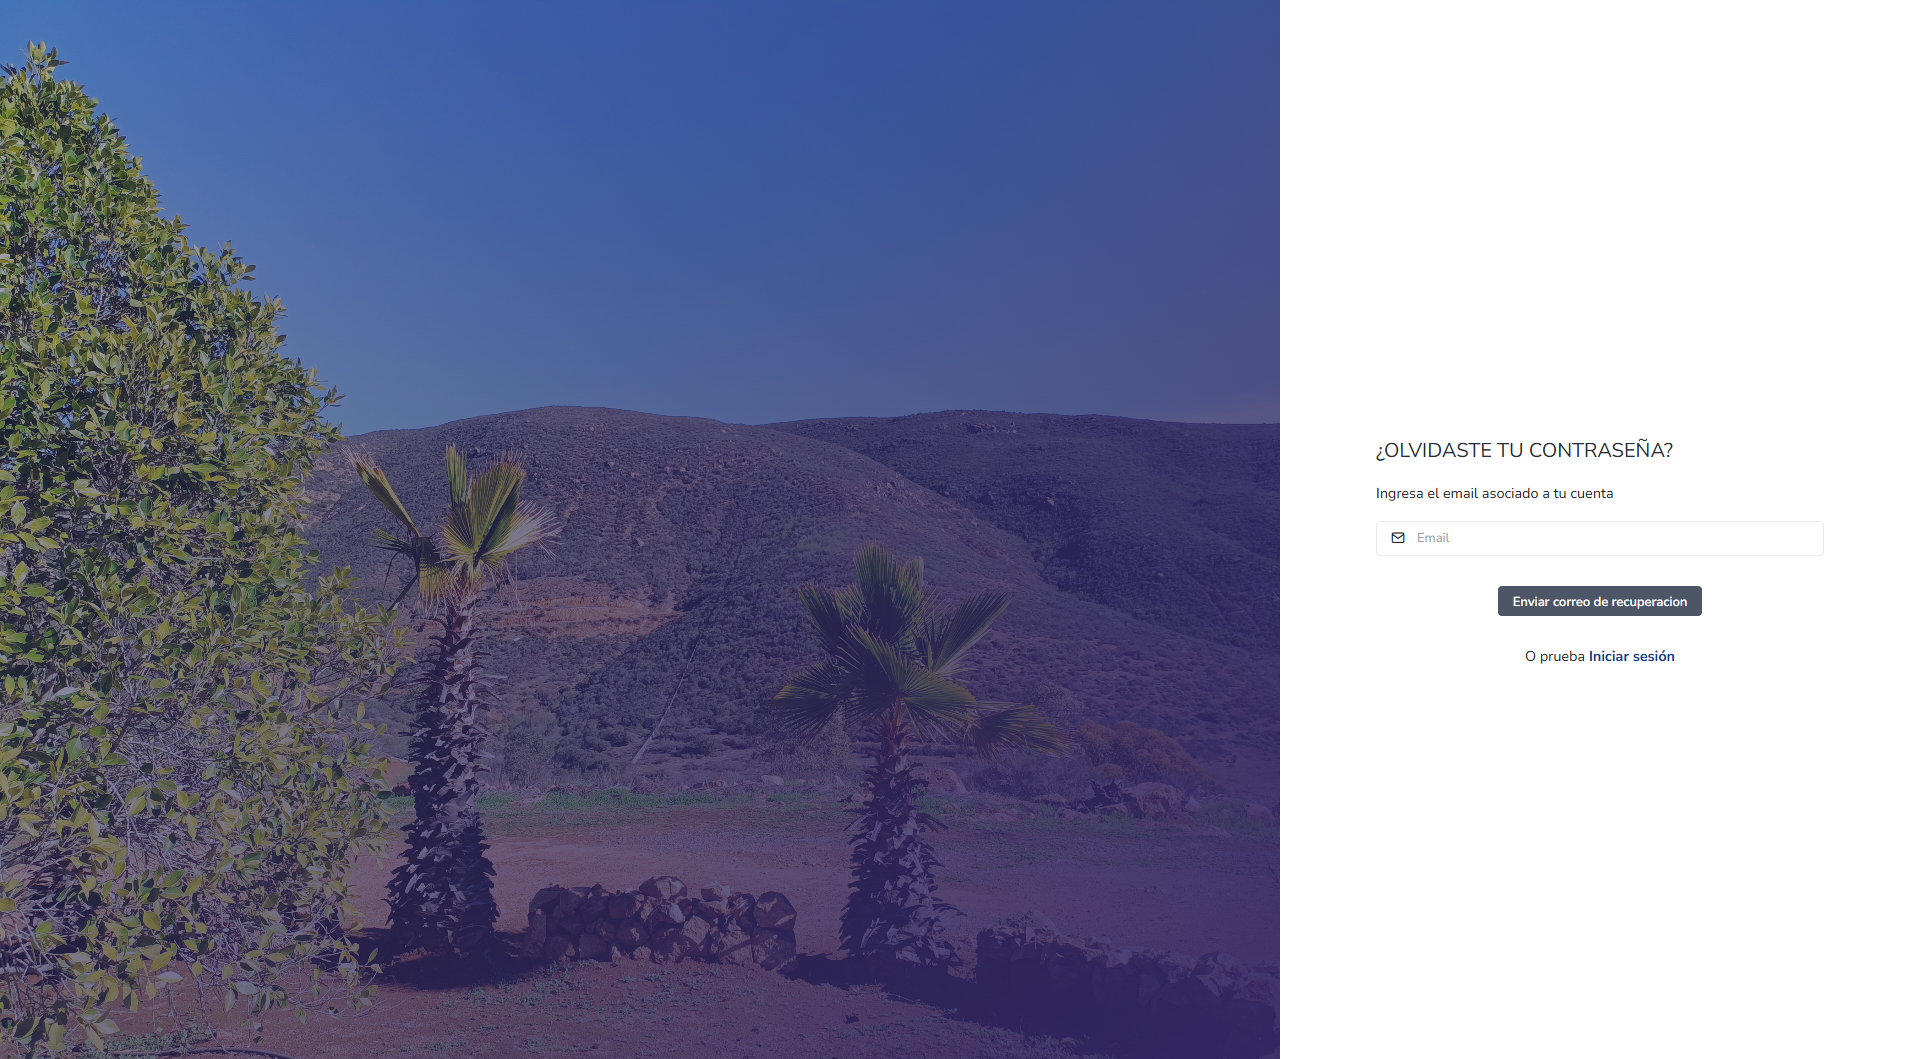 ¿OLVIDASTE TU CONTRASEÑA?
Ingresa el email asociado a tu cuenta
Email
Enviar correo de recuperacion
O prueba Iniciar sesión